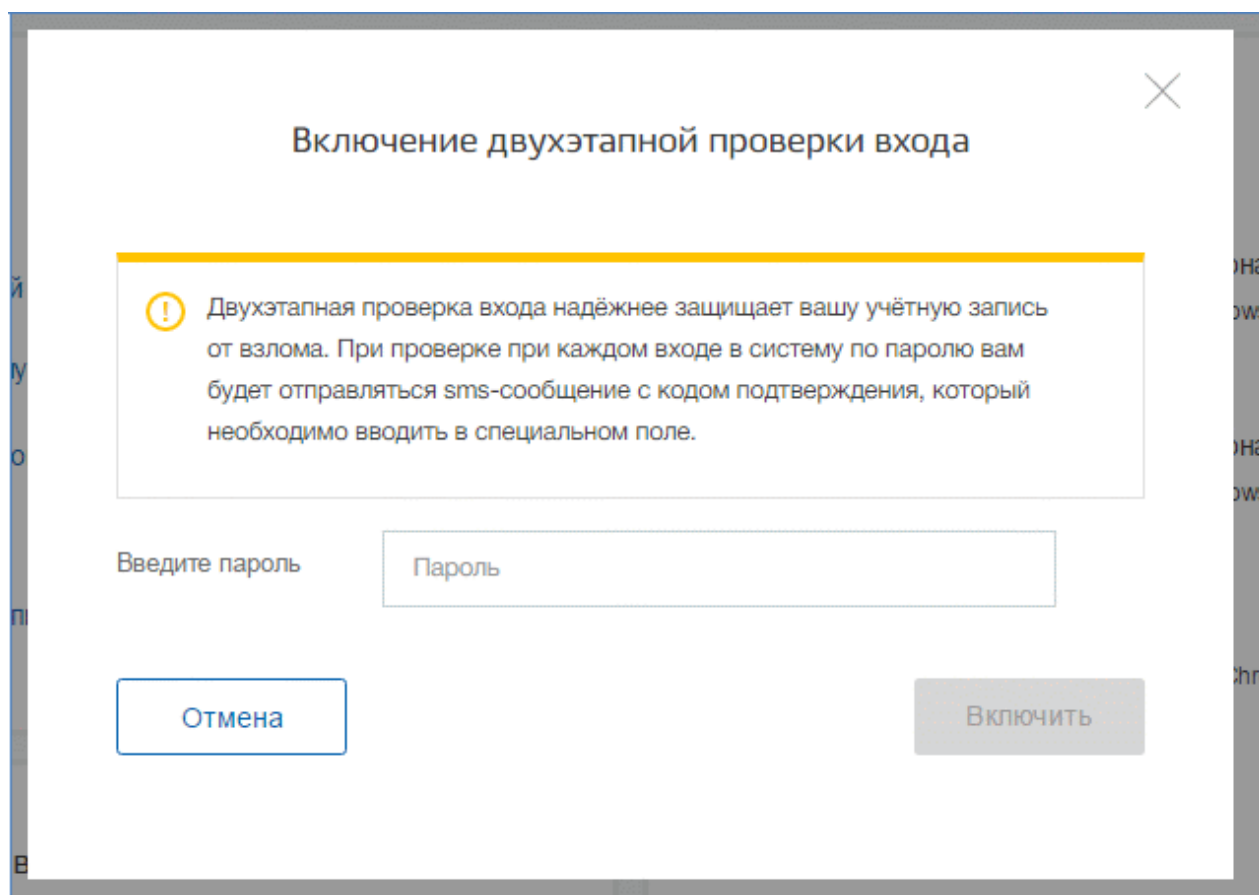 Включение двухэтапной проверки входа
Двухэтапная проверка входа надёжнее защищает вашу учётную запись
от взлома. При проверке при каждом входе в систему по паролю вам
будет отправляться sms-сообщение с кодом подтверждения, который
необходимо вводить в специальном поле.
Введите пароль
Пароль
Отмена
Включить